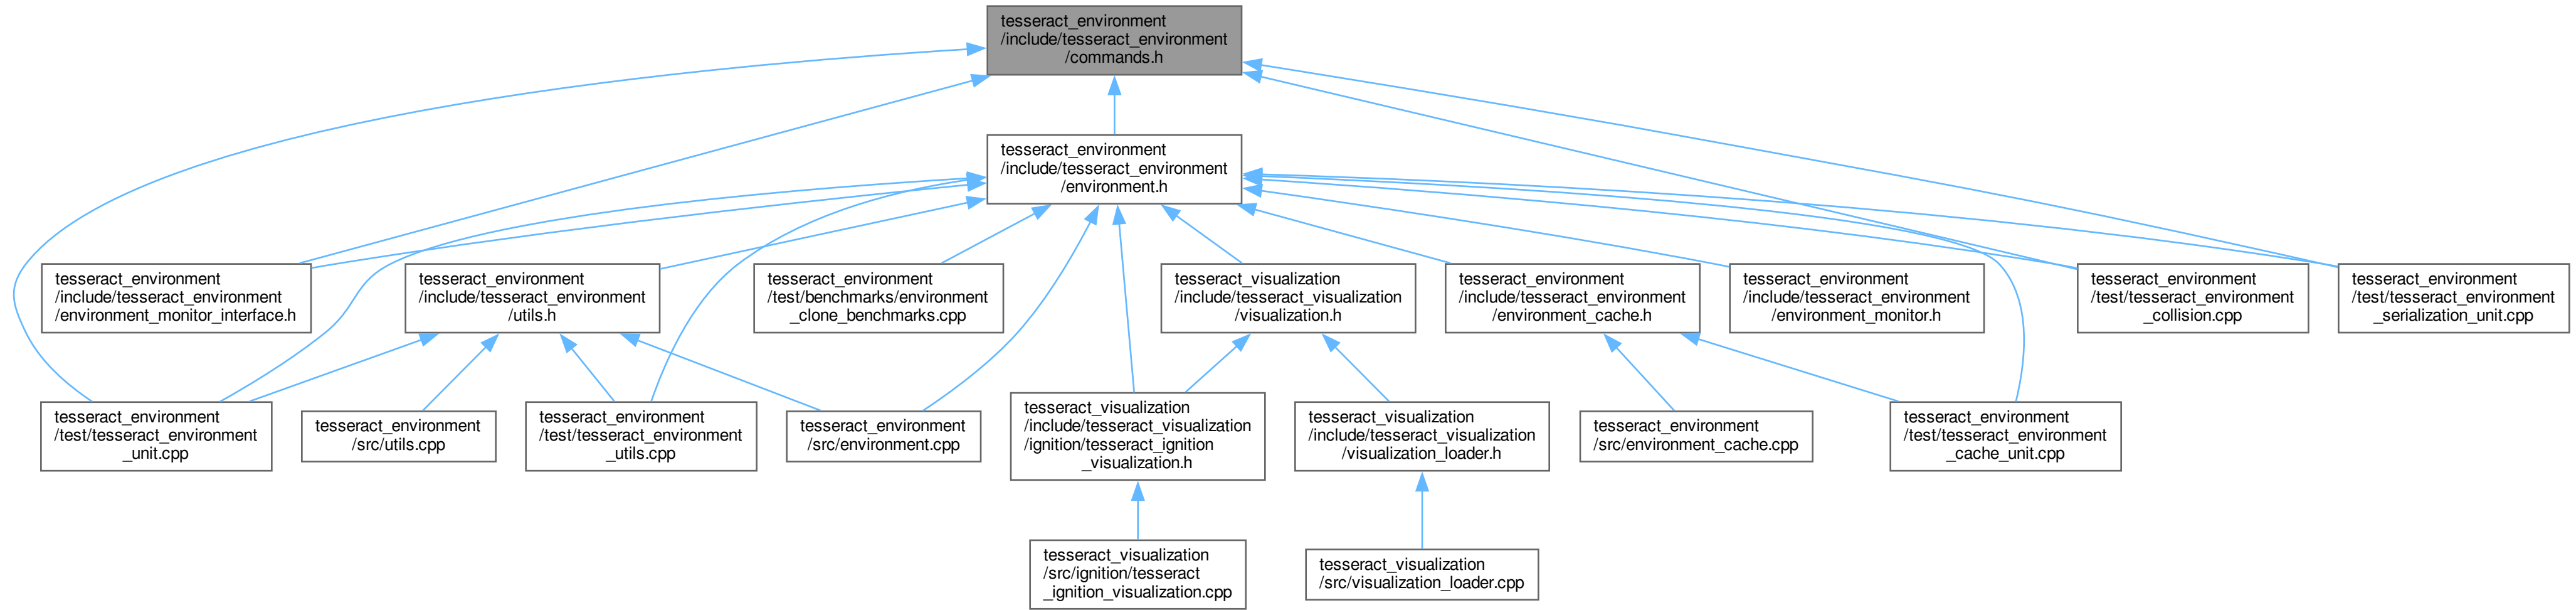 tesseract_environment
/include/tesseract_environment
/commands.h
tesseract_environment
/include/tesseract_environment
/environment.h
tesseract_environment
/include/tesseract_environment
/environment_monitor_interface.h
tesseract_environment
/include/tesseract_environment
/utils.h
tesseract_environment
/test/benchmarks/environment
_clone_benchmarks.cpp
tesseract_visualization
/include/tesseract_visualization
/visualization.h
tesseract_environment
/include/tesseract_environment
/environment_cache.h
tesseract_environment
/include/tesseract_environment
/environment_monitor.h
tesseract_environment
/test/tesseract_environment
_collision.cpp
tesseract_environment
/test/tesseract_environment
_serialization_unit.cpp
tesseract_environment
/test/tesseract_environment
_unit.cpp
tesseract_environment
/src/utils.cpp
tesseract_environment
/test/tesseract_environment
_utils.cpp
tesseract_environment
/src/environment.cpp
tesseract_visualization
/include/tesseract_visualization
/ignition/tesseract_ignition
_visualization.h
tesseract_visualization
/include/tesseract_visualization
/visualization_loader.h
tesseract_environment
/src/environment_cache.cpp
tesseract_environment
/test/tesseract_environment
_cache_unit.cpp
tesseract_visualization
/src/ignition/tesseract
_ignition_visualization.cpp
tesseract_visualization
/src/visualization_loader.cpp